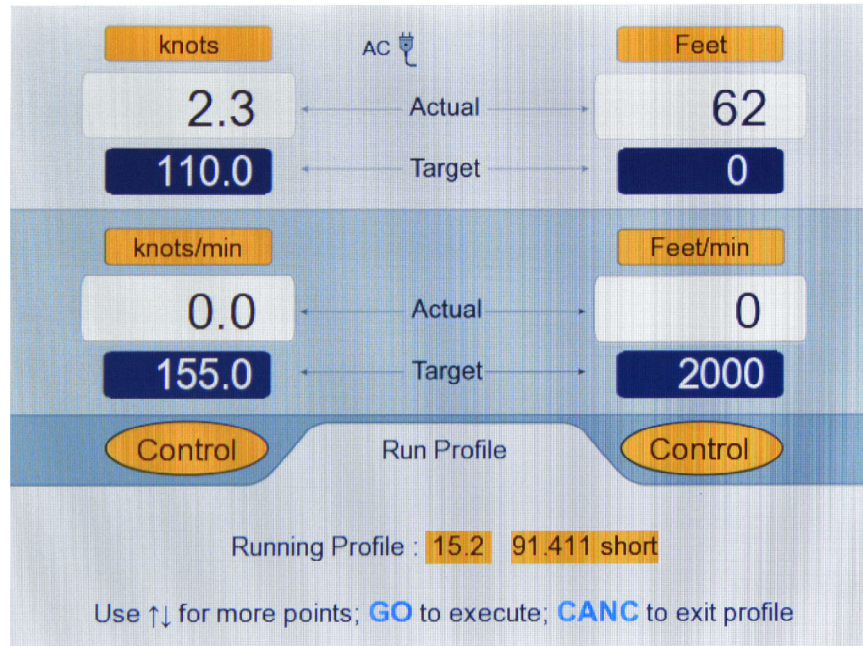 knots AC Feet
2.3 Actual 62
110.0 Target 0
knots/min Feet/min
0.0 Actual 0
155.0 Target 2000
Control Run Profile Control
Running Profile : 15.2 91.411 short
Use ↑↓ for more points; GO to execute; CANC to exit profile